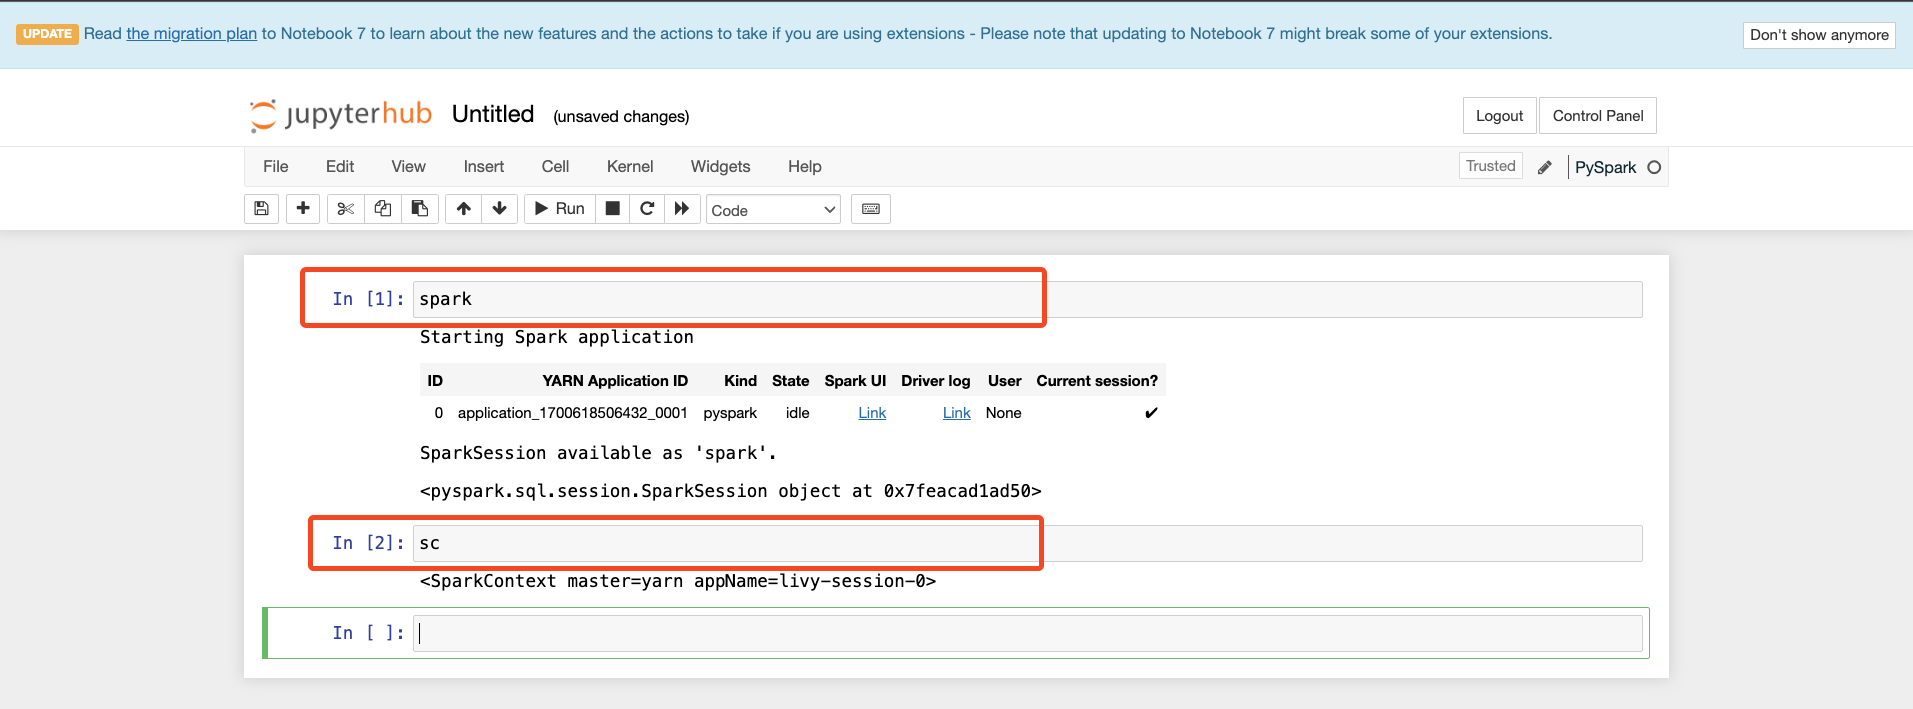 UPDATE Read the migration plan to Notebook 7 to learn about the new features and the actions to take if you are using extensions - Please note that updating to Notebook 7 might break some of your extensions. Don't show anymore
jupyterhub Untitled (unsaved changes) Logout Control Panel
File Edit View Insert Cell Kernel Widgets Help Trusted PySpark
Run Code
In [1]: spark
Starting Spark application
ID YARN Application ID Kind State Spark UI Driver log User Current session?
0 application_1700618506432_0001 pyspark idle Link Link None ✔
SparkSession available as 'spark'.
<pyspark.sql.session.SparkSession object at 0x7feacad1ad50>
In [2]: sc
<SparkContext master=yarn appName=livy-session-0>
In [ ]: